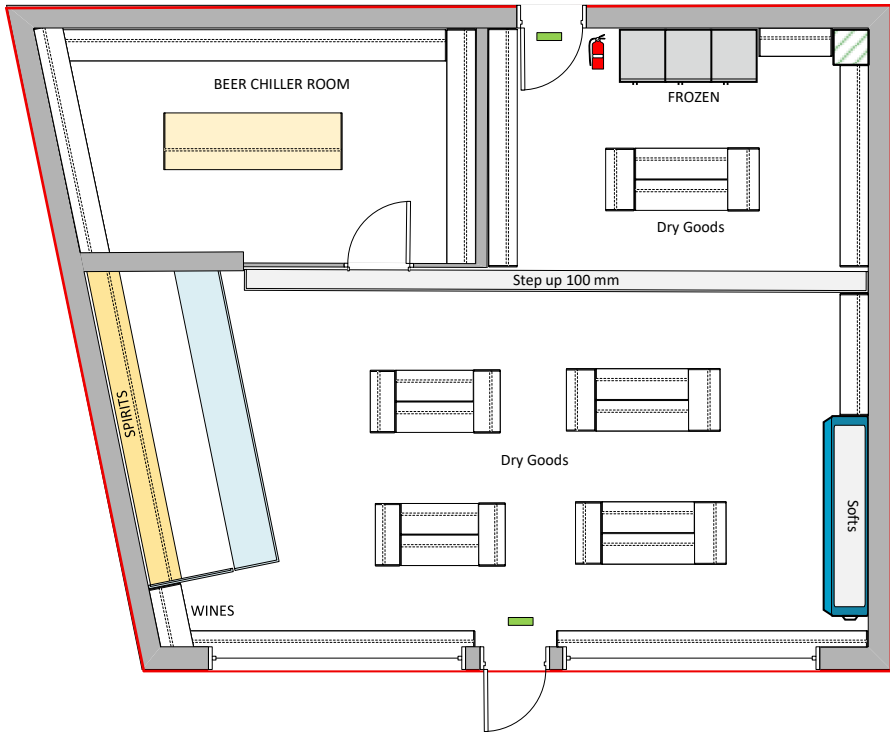 BEER CHILLER ROOM
FROZEN
Dry Goods
Step up 100 mm
SPIRITS
Dry Goods
Softs
WINES